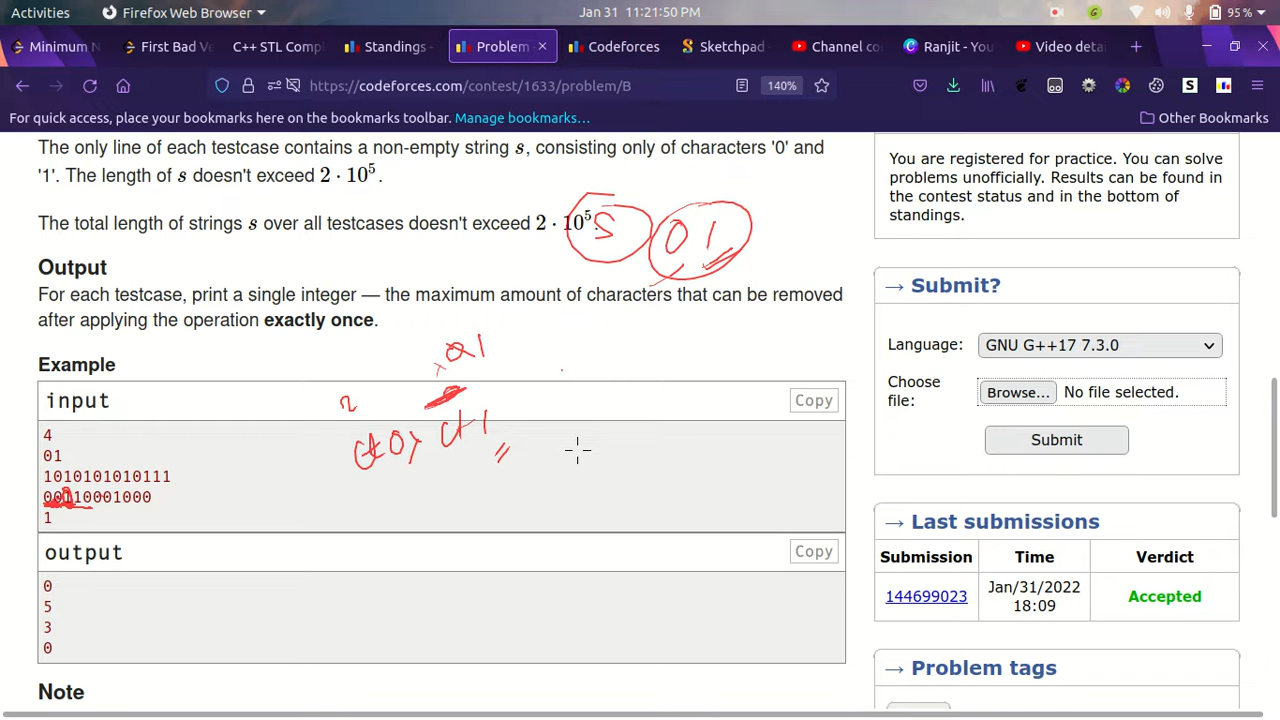 Activities Firefox Web Browser Jan 31 11:21:50 PM 95 %
Minimum N First Bad Ve C++ STL Compl Standings - Problem - Codeforces Sketchpad Channel co Ranjit - You Video deta
https://codeforces.com/contest/1633/problem/B 140%
For quick access, place your bookmarks here on the bookmarks toolbar. Manage bookmarks… Other Bookmarks
The only line of each testcase contains a non-empty string s, consisting only of characters '0' and
'1'. The length of s doesn't exceed 2 · 10^5.
The total length of strings s over all testcases doesn't exceed 2 · 10^5.
S 0 1
Output
For each testcase, print a single integer — the maximum amount of characters that can be removed
after applying the operation exactly once.
Example
input
Copy
4
01
1010101010111
00110001000
1
output
Copy
0
5
3
0
Note
You are registered for practice. You can solve
problems unofficially. Results can be found in
the contest status and in the bottom of
standings.
→ Submit?
Language: GNU G++17 7.3.0
Choose
file: Browse… No file selected.
Submit
→ Last submissions
Submission Time Verdict
144699023 Jan/31/2022
18:09 Accepted
→ Problem tags